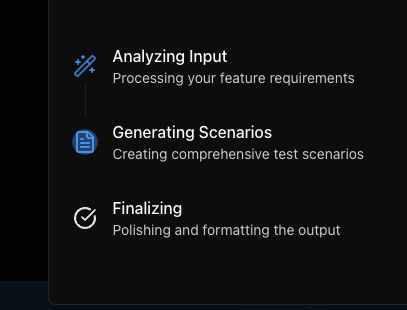 Analyzing Input
Processing your feature requirements
Generating Scenarios
Creating comprehensive test scenarios
Finalizing
Polishing and formatting the output